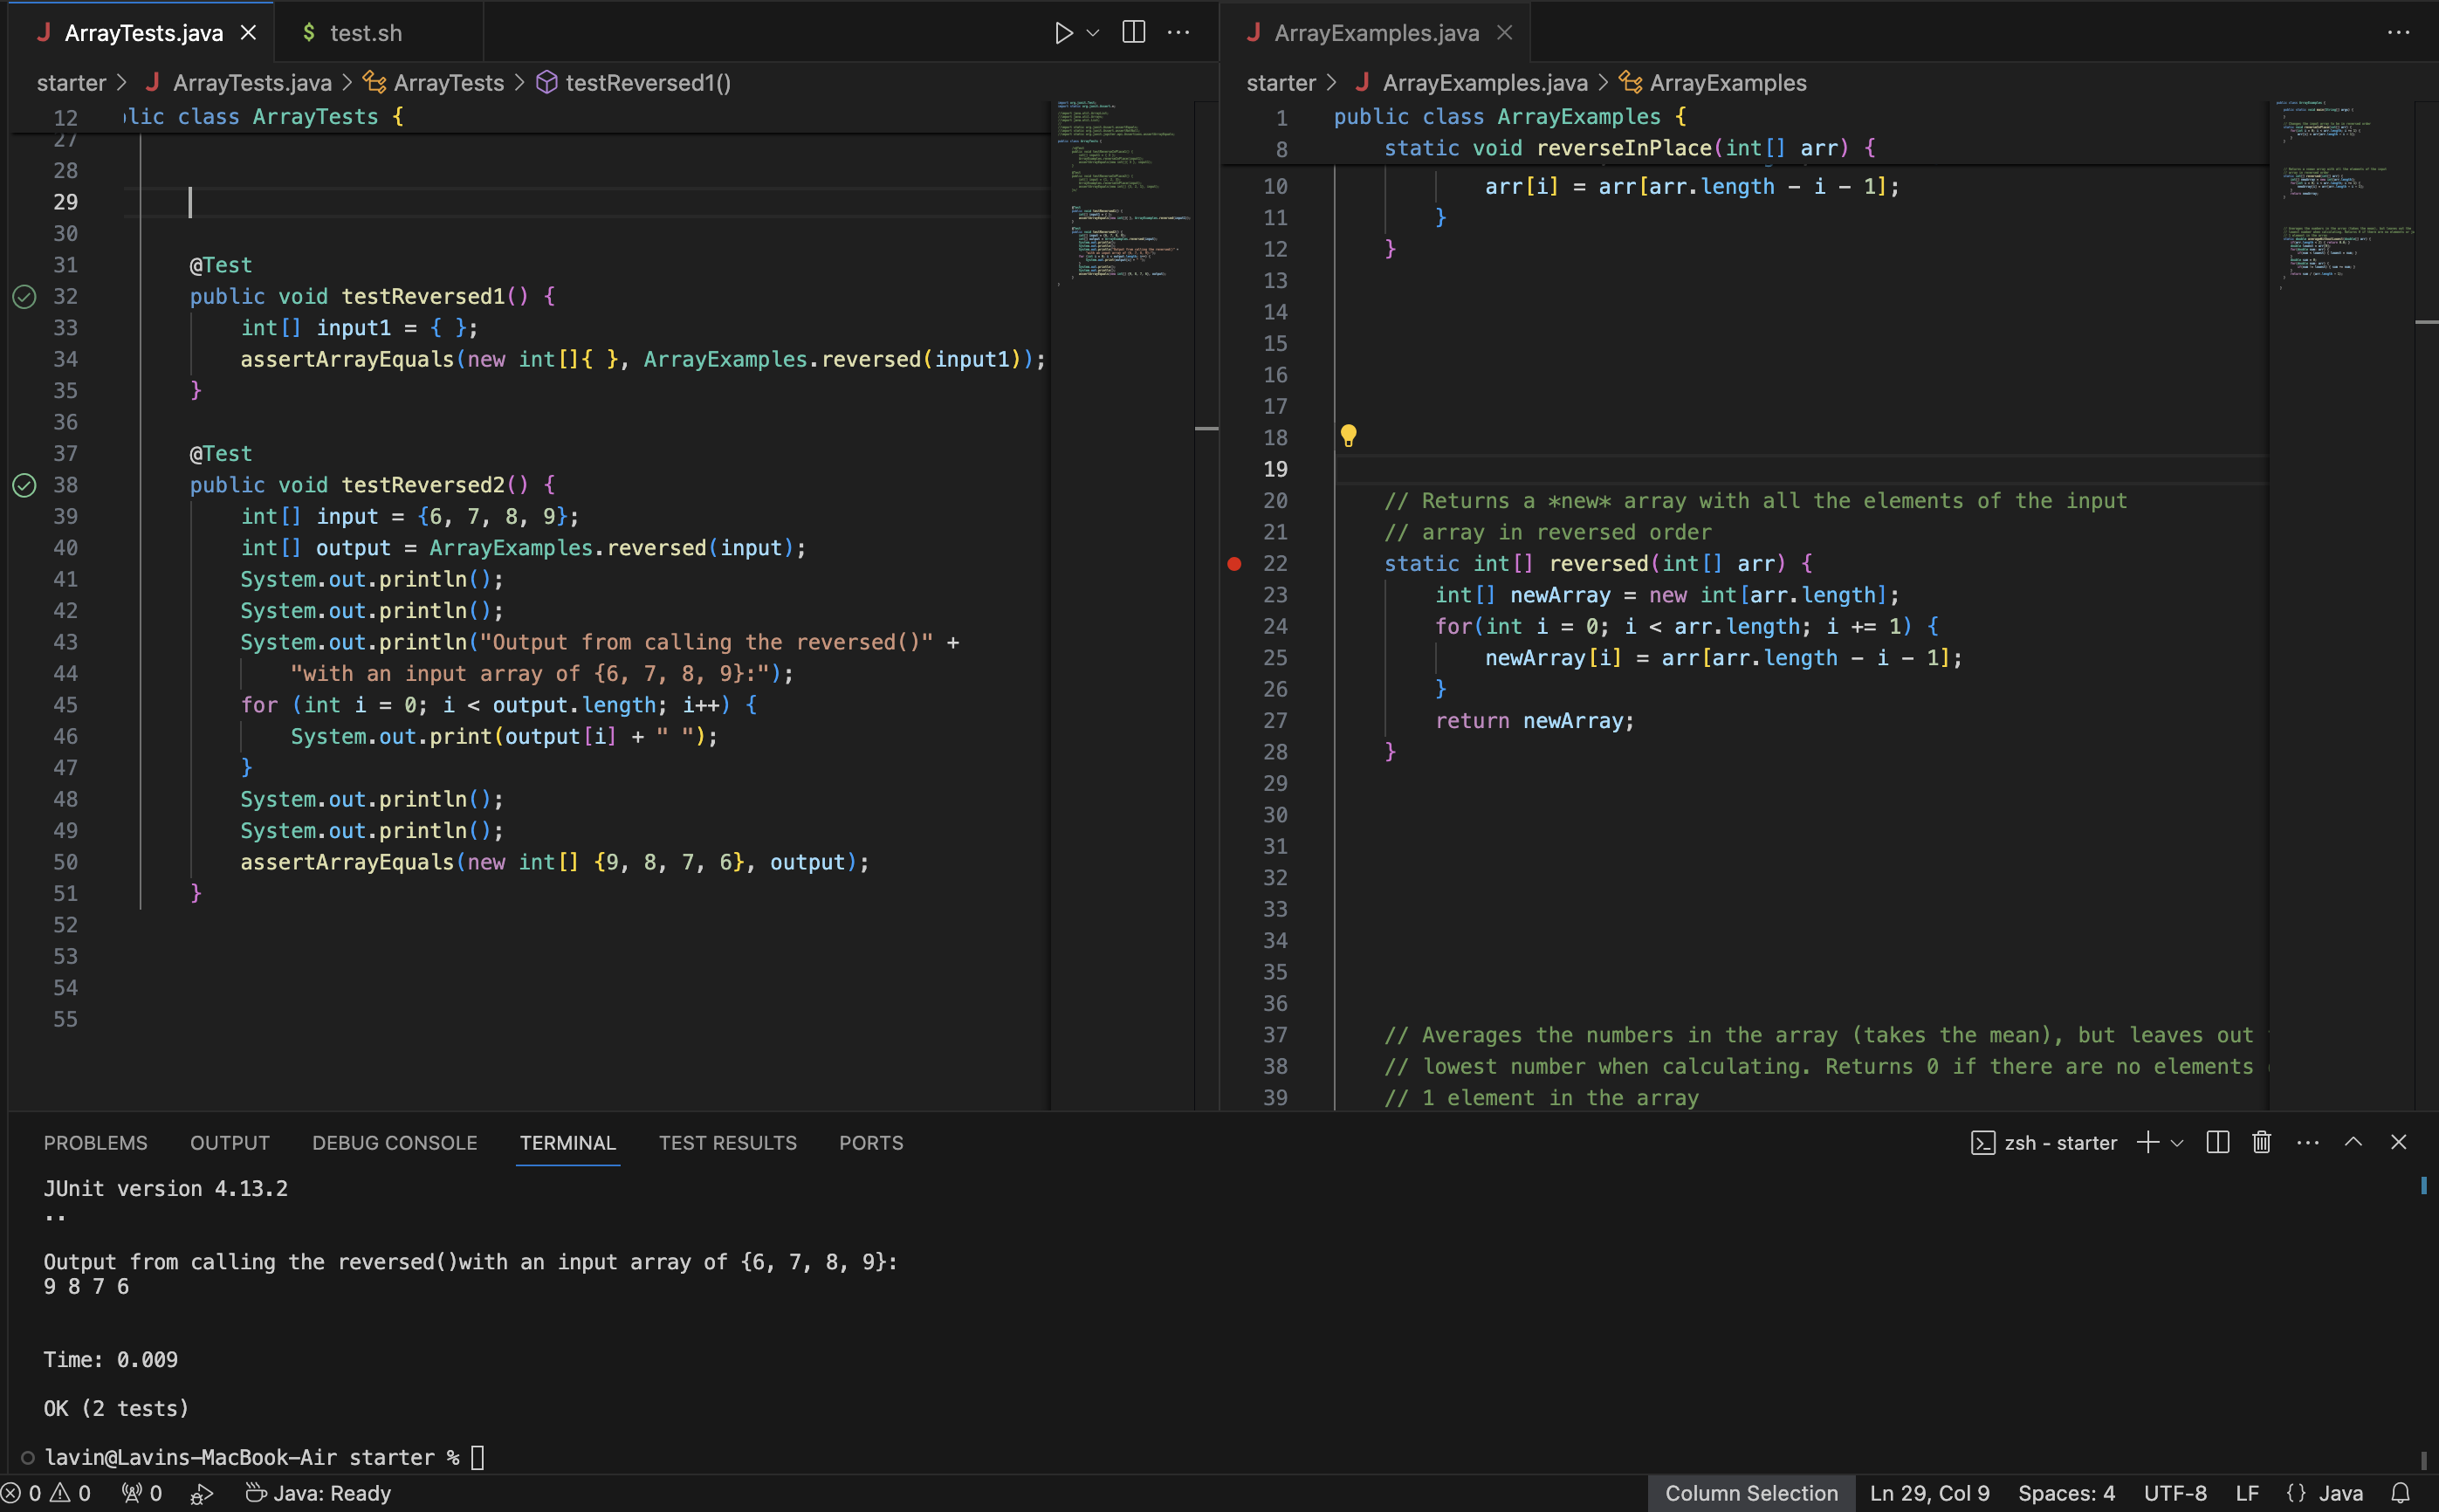 ArrayTests.java
test.sh
starter > ArrayTests.java > ArrayTests > testReversed1()
12 lic class ArrayTests {
27
28
29
30
31 @Test
32 public void testReversed1() {
33 int[] input1 = { };
34 assertArrayEquals(new int[]{ }, ArrayExamples.reversed(input1));
35 }
36
37 @Test
38 public void testReversed2() {
39 int[] input = {6, 7, 8, 9};
40 int[] output = ArrayExamples.reversed(input);
41 System.out.println();
42 System.out.println();
43 System.out.println("Output from calling the reversed()" +
44 "with an input array of {6, 7, 8, 9}:");
45 for (int i = 0; i < output.length; i++) {
46 System.out.print(output[i] + " ");
47 }
48 System.out.println();
49 System.out.println();
50 assertArrayEquals(new int[] {9, 8, 7, 6}, output);
51 }
52
53
54
55
ArrayExamples.java
starter > ArrayExamples.java > ArrayExamples
1 public class ArrayExamples {
8 static void reverseInPlace(int[] arr) {
10 arr[i] = arr[arr.length - i - 1];
11 }
12 }
13
14
15
16
17
18
19
20 // Returns a *new* array with all the elements of the input
21 // array in reversed order
22 static int[] reversed(int[] arr) {
23 int[] newArray = new int[arr.length];
24 for(int i = 0; i < arr.length; i += 1) {
25 newArray[i] = arr[arr.length - i - 1];
26 }
27 return newArray;
28 }
29
30
31
32
33
34
35
36
37 // Averages the numbers in the array (takes the mean), but leaves out
38 // lowest number when calculating. Returns 0 if there are no elements
39 // 1 element in the array
PROBLEMS OUTPUT DEBUG CONSOLE TERMINAL TEST RESULTS PORTS
zsh - starter
JUnit version 4.13.2
..
Output from calling the reversed()with an input array of {6, 7, 8, 9}:
9 8 7 6
Time: 0.009
OK (2 tests)
lavin@Lavins-MacBook-Air starter %
0 0 0 Java: Ready
Column Selection Ln 29, Col 9 Spaces: 4 UTF-8 LF {} Java